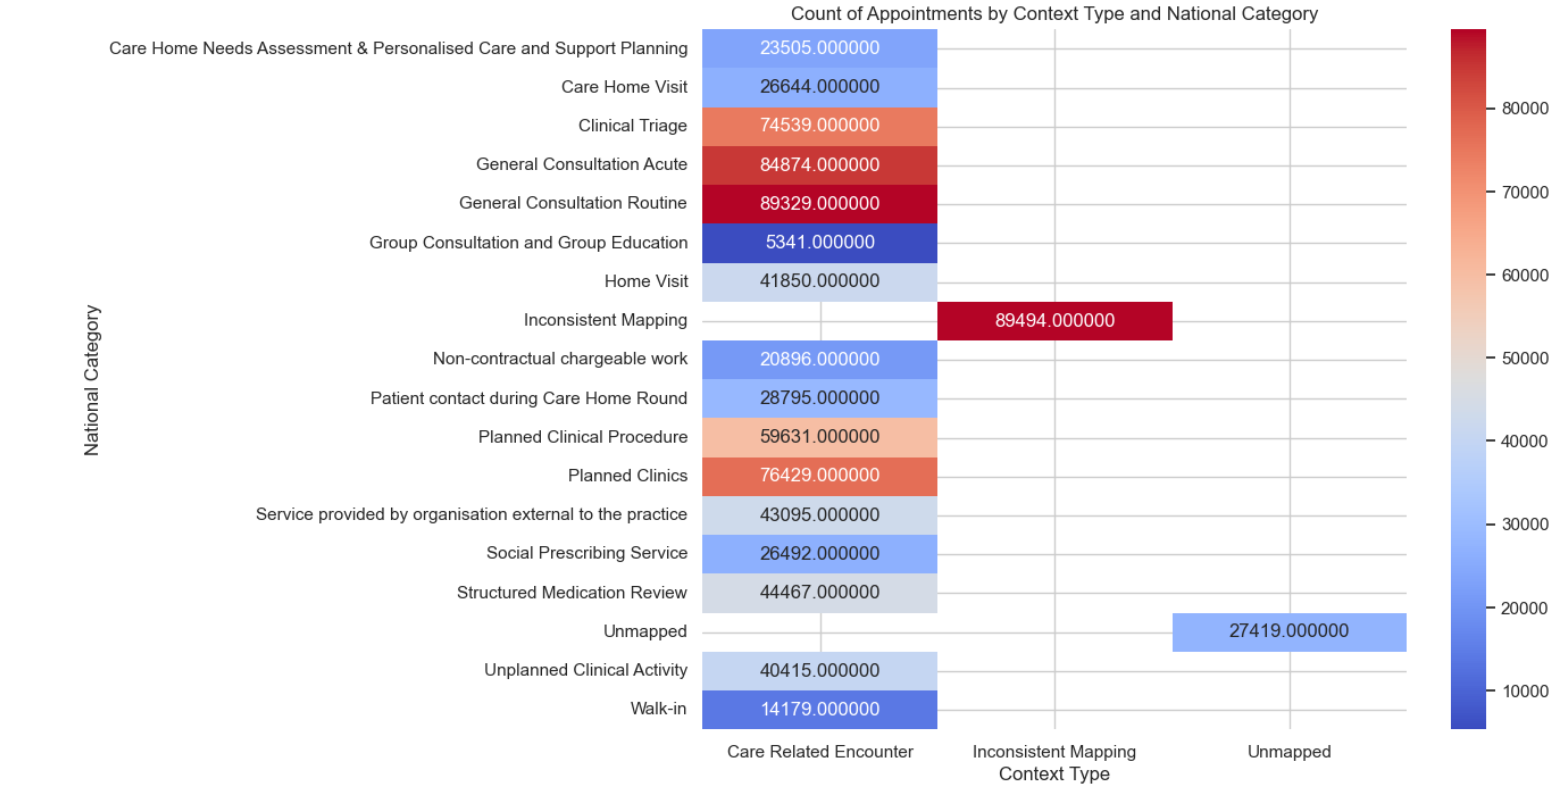 Count of Appointments by Context Type and National Category
Care Home Needs Assessment & Personalised Care and Support Planning 23505.000000
Care Home Visit 26644.000000
Clinical Triage 74539.000000
General Consultation Acute 84874.000000
General Consultation Routine 89329.000000
Group Consultation and Group Education 5341.000000
Home Visit 41850.000000
Inconsistent Mapping 89494.000000
Non-contractual chargeable work 20896.000000
Patient contact during Care Home Round 28795.000000
Planned Clinical Procedure 59631.000000
Planned Clinics 76429.000000
Service provided by organisation external to the practice 43095.000000
Social Prescribing Service 26492.000000
Structured Medication Review 44467.000000
Unmapped 27419.000000
Unplanned Clinical Activity 40415.000000
Walk-in 14179.000000
National Category
Care Related Encounter Inconsistent Mapping Unmapped
Context Type
80000
70000
60000
50000
40000
30000
20000
10000